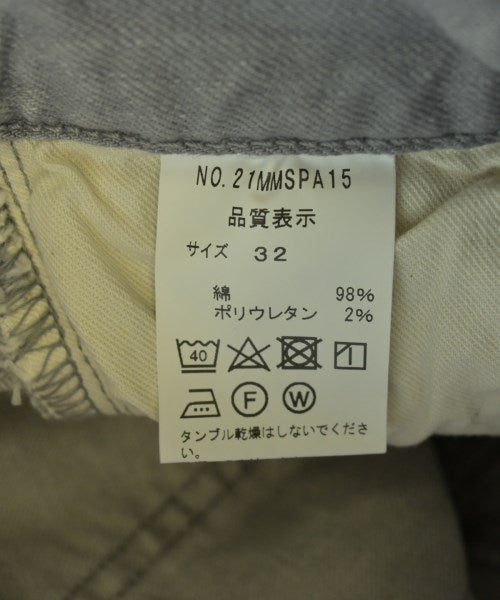 NO.21MMSPA15
品質表示
サイズ 32
綿 98%
ポリウレタン 2%
40
F W
タンブル乾燥はしないでくださ
い。